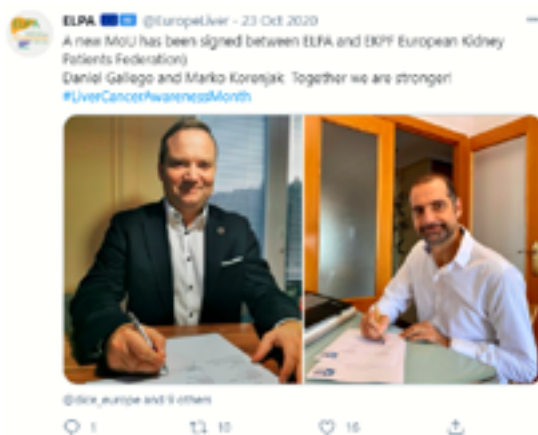 ELPA @EuropeLiver - 23 Oct 2020
A new MoU has been signed between ELPA and EKPF European Kidney
Patients Federation)
Daniel Gallego and Marko Korenjak: Together we are stronger!
#LiverCancerAwarenessMonth
@dice_europe and 9 others
1 10 16